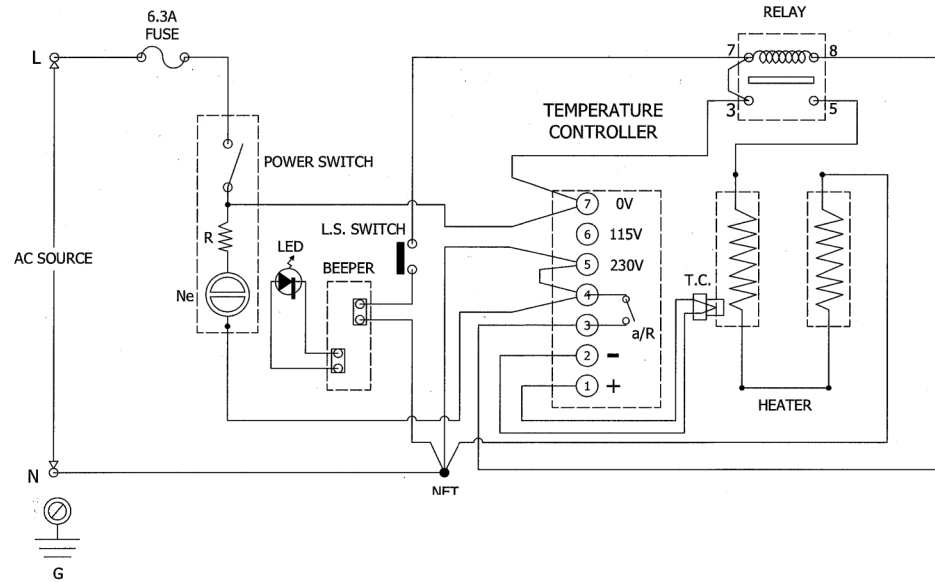 6.3A
FUSE
RELAY
L
7
8
3
5
TEMPERATURE
CONTROLLER
POWER SWITCH
7 0V
L.S. SWITCH
6 115V
R
LED
AC SOURCE
BEEPER
5 230V
T.C.
Ne
4
3
a/R
2 −
1 +
HEATER
N
G